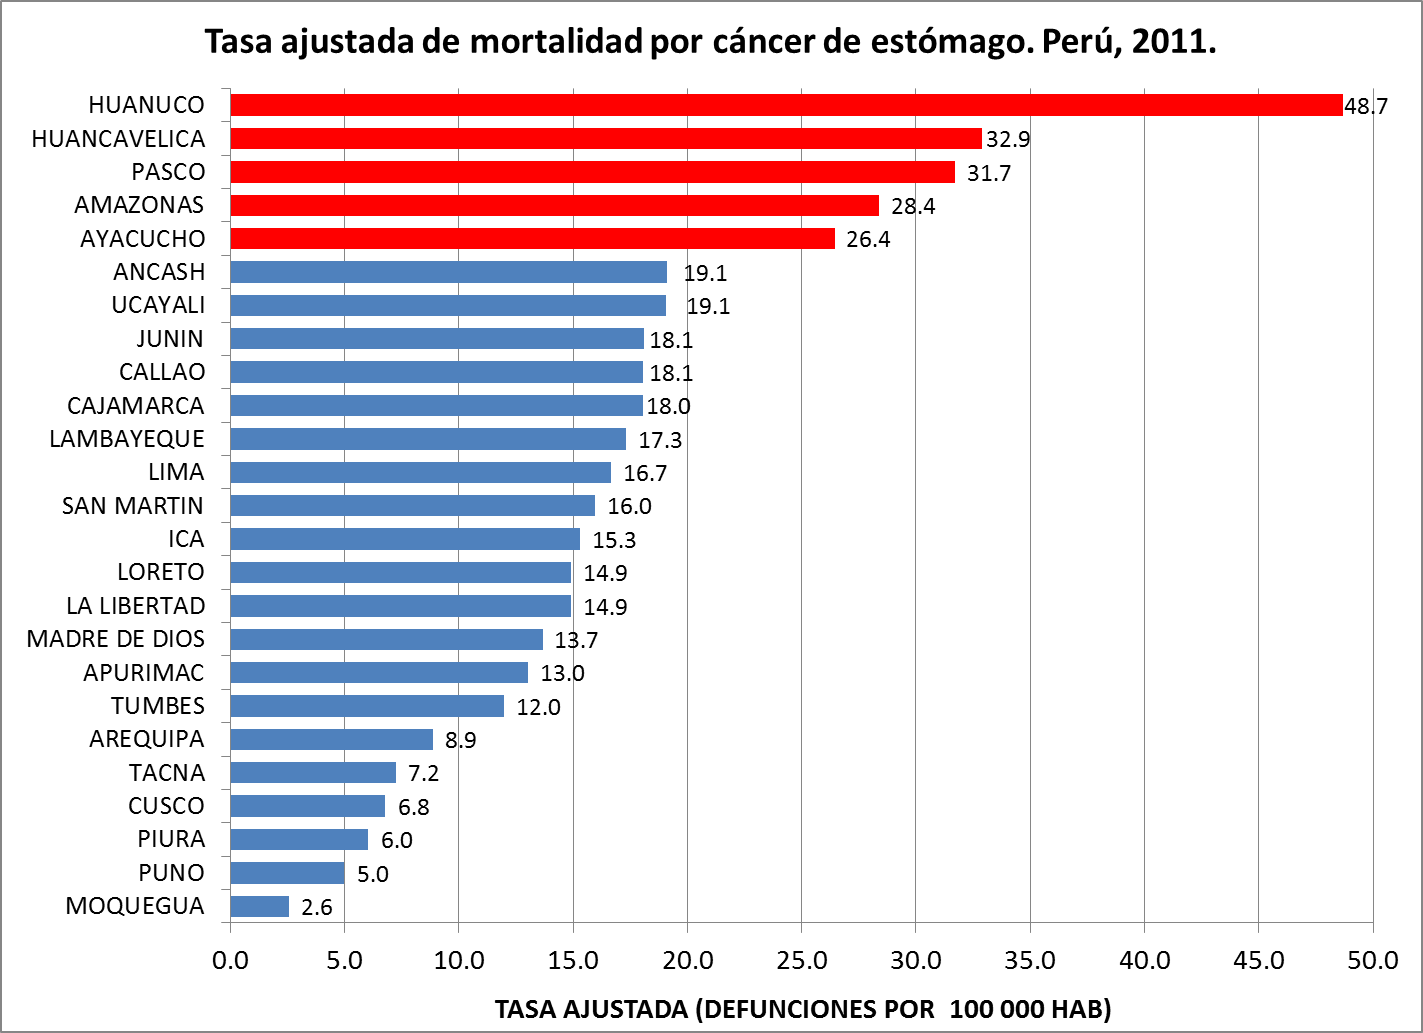 Tasa ajustada de mortalidad por cáncer de estómago. Perú, 2011.
HUANUCO 48.7
HUANCAVELICA 32.9
PASCO 31.7
AMAZONAS 28.4
AYACUCHO 26.4
ANCASH 19.1
UCAYALI 19.1
JUNIN 18.1
CALLAO 18.1
CAJAMARCA 18.0
LAMBAYEQUE 17.3
LIMA 16.7
SAN MARTIN 16.0
ICA 15.3
LORETO 14.9
LA LIBERTAD 14.9
MADRE DE DIOS 13.7
APURIMAC 13.0
TUMBES 12.0
AREQUIPA 8.9
TACNA 7.2
CUSCO 6.8
PIURA 6.0
PUNO 5.0
MOQUEGUA 2.6
0.0 5.0 10.0 15.0 20.0 25.0 30.0 35.0 40.0 45.0 50.0
TASA AJUSTADA (DEFUNCIONES POR 100 000 HAB)